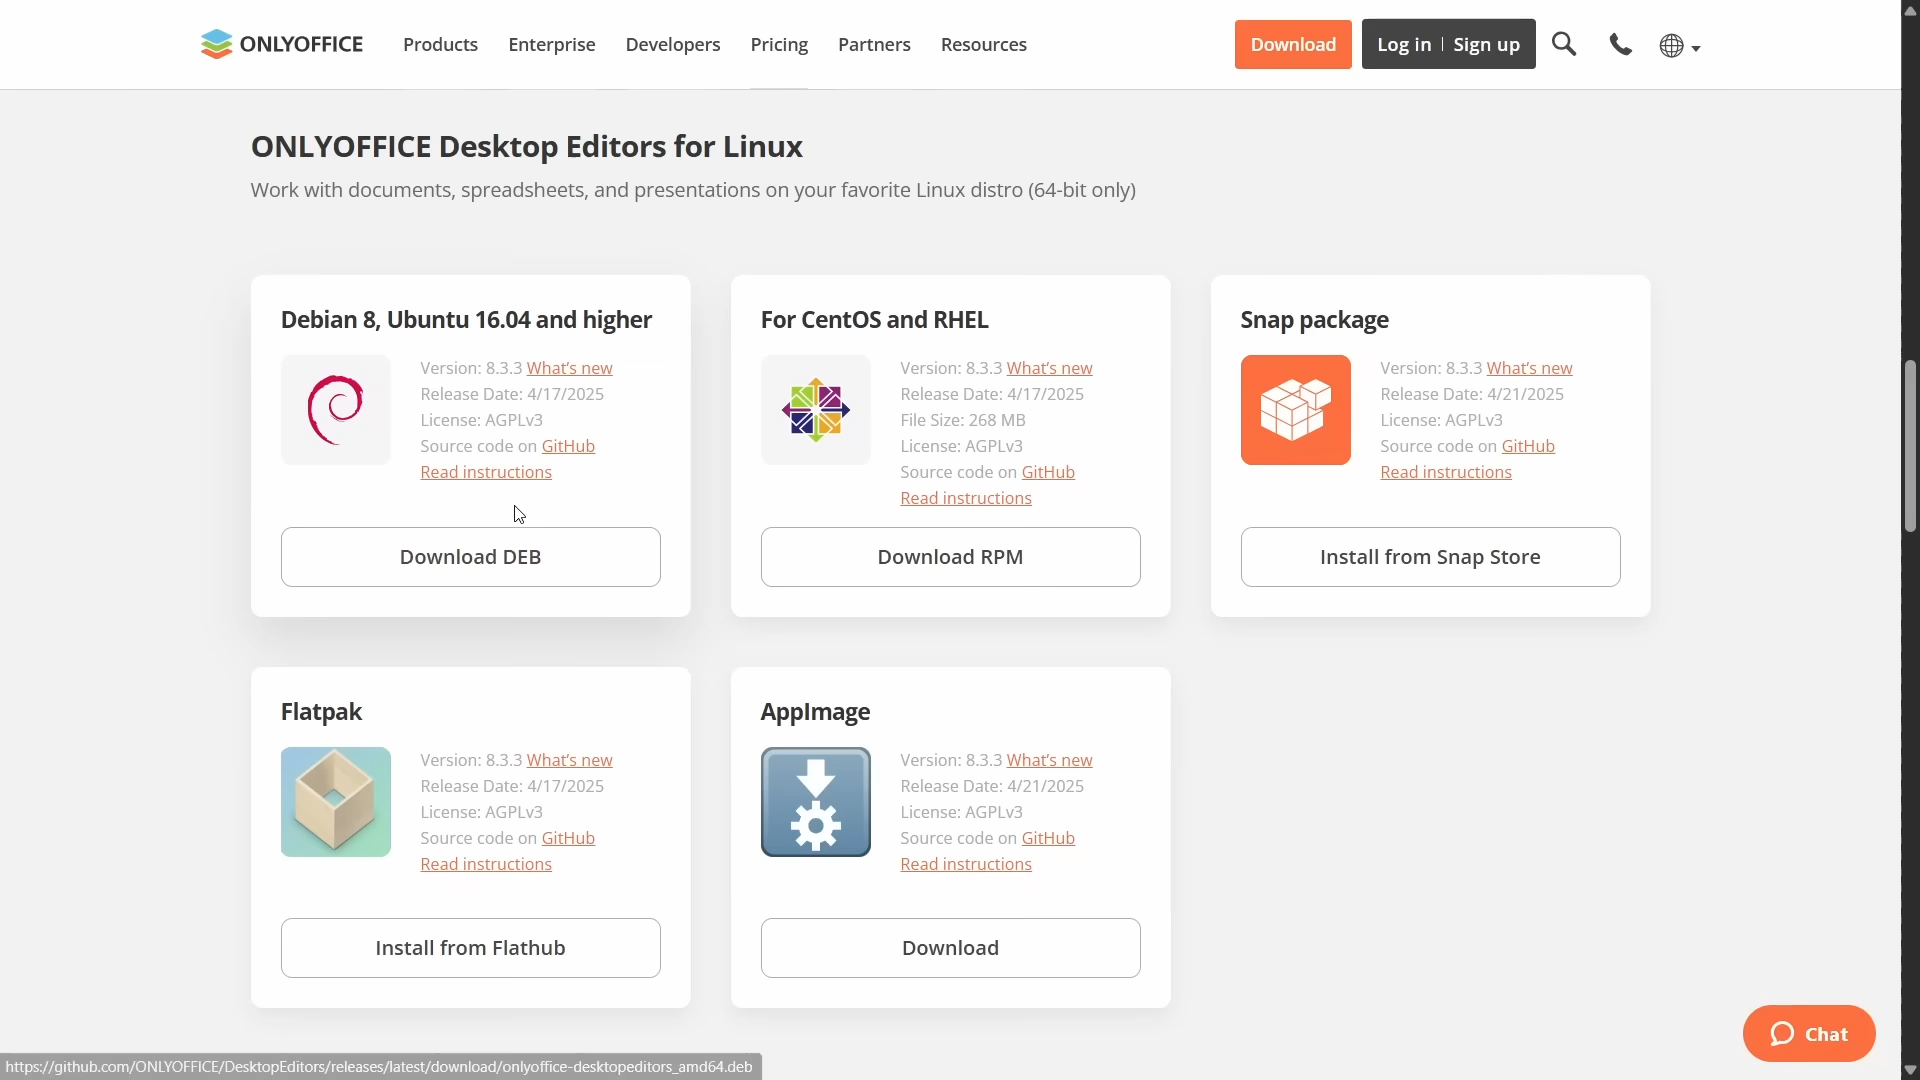 ONLYOFFICE
Products
Enterprise
Developers
Pricing
Partners
Resources
Download
Log in | Sign up
ONLYOFFICE Desktop Editors for Linux
Work with documents, spreadsheets, and presentations on your favorite Linux distro (64-bit only)
Debian 8, Ubuntu 16.04 and higher
Version: 8.3.3 What's new
Release Date: 4/17/2025
License: AGPLv3
Source code on GitHub
Read instructions
Download DEB
For CentOS and RHEL
Version: 8.3.3 What's new
Release Date: 4/17/2025
File Size: 268 MB
License: AGPLv3
Source code on GitHub
Read instructions
Download RPM
Snap package
Version: 8.3.3 What's new
Release Date: 4/21/2025
License: AGPLv3
Source code on GitHub
Read instructions
Install from Snap Store
Flatpak
Version: 8.3.3 What's new
Release Date: 4/17/2025
License: AGPLv3
Source code on GitHub
Read instructions
Install from Flathub
AppImage
Version: 8.3.3 What's new
Release Date: 4/21/2025
License: AGPLv3
Source code on GitHub
Read instructions
Download
Chat
https://github.com/ONLYOFFICE/DesktopEditors/releases/latest/download/onlyoffice-desktopeditors_amd64.deb